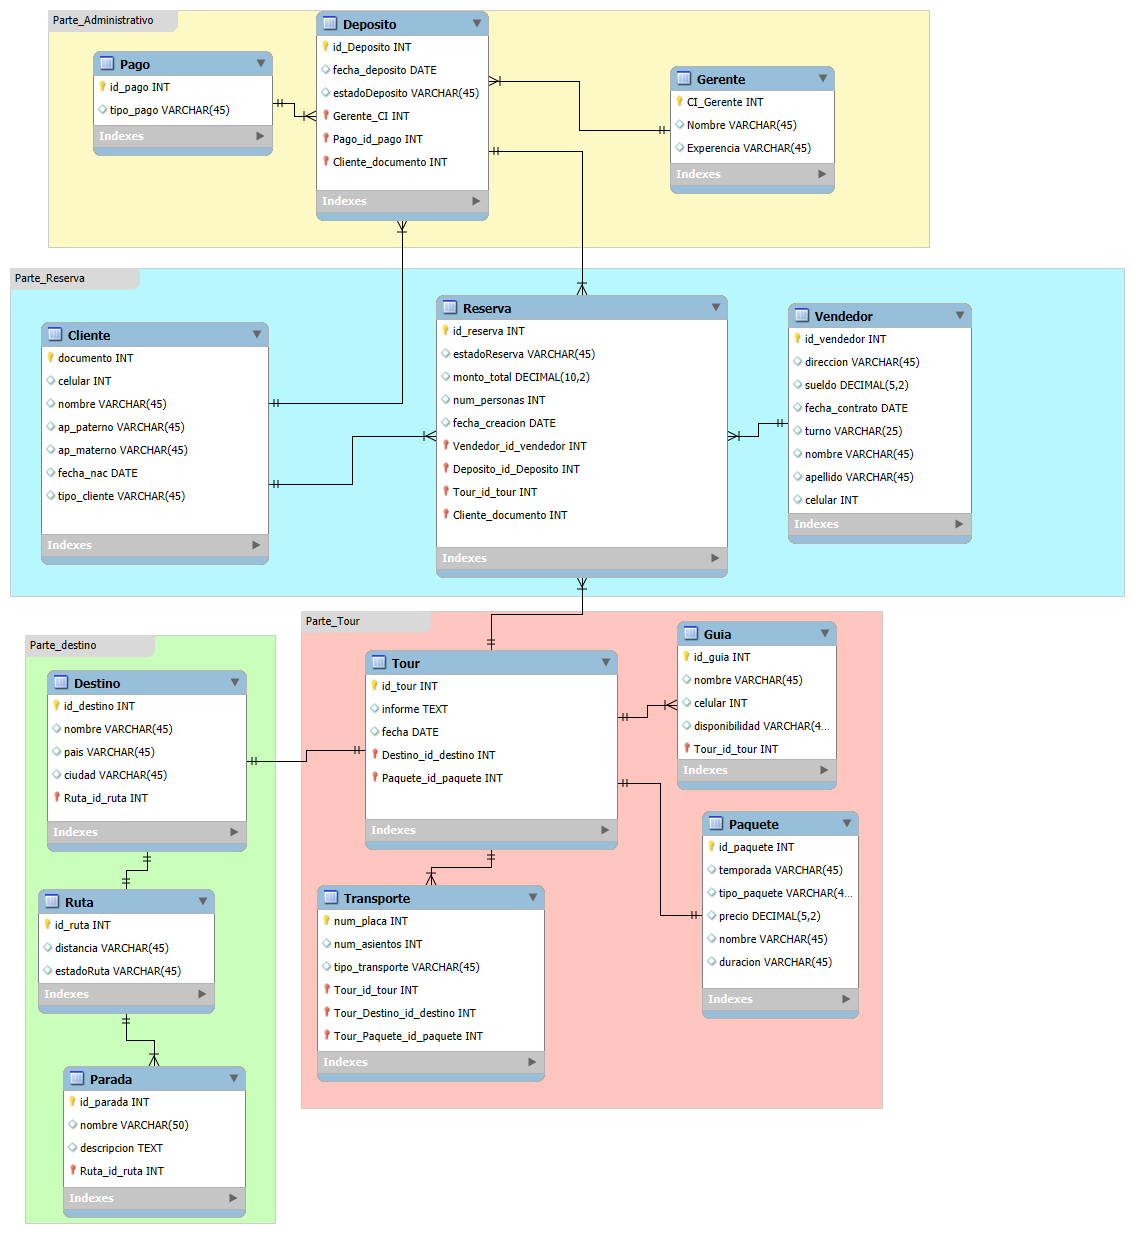 Parte_Administrativo
Pago
id_pago INT
tipo_pago VARCHAR(45)
Indexes
Deposito
id_Deposito INT
fecha_deposito DATE
estadoDeposito VARCHAR(45)
Gerente_CI INT
Pago_id_pago INT
Cliente_documento INT
Indexes
Gerente
CI_Gerente INT
Nombre VARCHAR(45)
Experencia VARCHAR(45)
Indexes
Parte_Reserva
Cliente
documento INT
celular INT
nombre VARCHAR(45)
ap_paterno VARCHAR(45)
ap_materno VARCHAR(45)
fecha_nac DATE
tipo_cliente VARCHAR(45)
Indexes
Reserva
id_reserva INT
estadoReserva VARCHAR(45)
monto_total DECIMAL(10,2)
num_personas INT
fecha_creacion DATE
Vendedor_id_vendedor INT
Deposito_id_Deposito INT
Tour_id_tour INT
Cliente_documento INT
Indexes
Vendedor
id_vendedor INT
direccion VARCHAR(45)
sueldo DECIMAL(5,2)
fecha_contrato DATE
turno VARCHAR(25)
nombre VARCHAR(45)
apellido VARCHAR(45)
celular INT
Indexes
Parte_destino
Destino
id_destino INT
nombre VARCHAR(45)
pais VARCHAR(45)
ciudad VARCHAR(45)
Ruta_id_ruta INT
Indexes
Ruta
id_ruta INT
distancia VARCHAR(45)
estadoRuta VARCHAR(45)
Indexes
Parada
id_parada INT
nombre VARCHAR(50)
descripcion TEXT
Ruta_id_ruta INT
Indexes
Parte_Tour
Tour
id_tour INT
informe TEXT
fecha DATE
Destino_id_destino INT
Paquete_id_paquete INT
Indexes
Guia
id_guia INT
nombre VARCHAR(45)
celular INT
disponibilidad VARCHAR(4...
Tour_id_tour INT
Indexes
Paquete
id_paquete INT
temporada VARCHAR(45)
tipo_paquete VARCHAR(4...
precio DECIMAL(5,2)
nombre VARCHAR(45)
duracion VARCHAR(45)
Indexes
Transporte
num_placa INT
num_asientos INT
tipo_transporte VARCHAR(45)
Tour_id_tour INT
Tour_Destino_id_destino INT
Tour_Paquete_id_paquete INT
Indexes